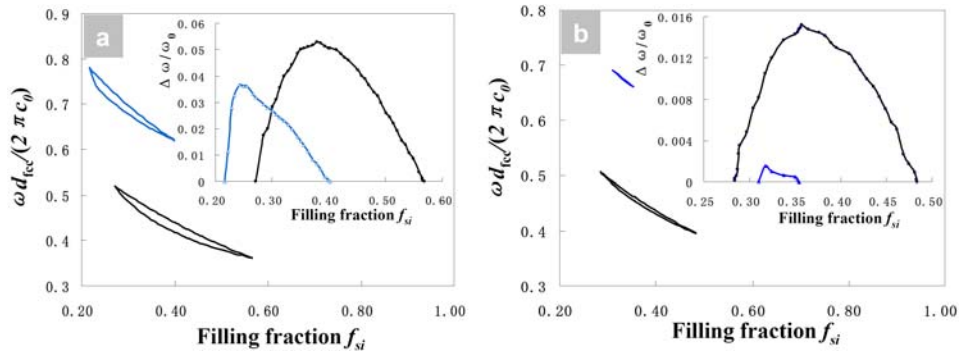 a
0.9
0.8
0.7
0.6
0.5
0.4
0.3
0.20 0.40 0.60 0.80 1.00
ωd_fcc/(2πc_0)
Filling fraction f_si
Δω/ω_0
0.06
0.05
0.04
0.03
0.02
0.01
0
0.20 0.30 0.40 0.50 0.60
Filling fraction f_si
b
0.8
0.7
0.6
0.5
0.4
0.3
0.20 0.40 0.60 0.80 1.00
ωd_fcc/(2πc_0)
Filling fraction f_si
Δω/ω_0
0.016
0.012
0.008
0.004
0
0.25 0.30 0.35 0.40 0.45 0.50
Filling fraction f_si